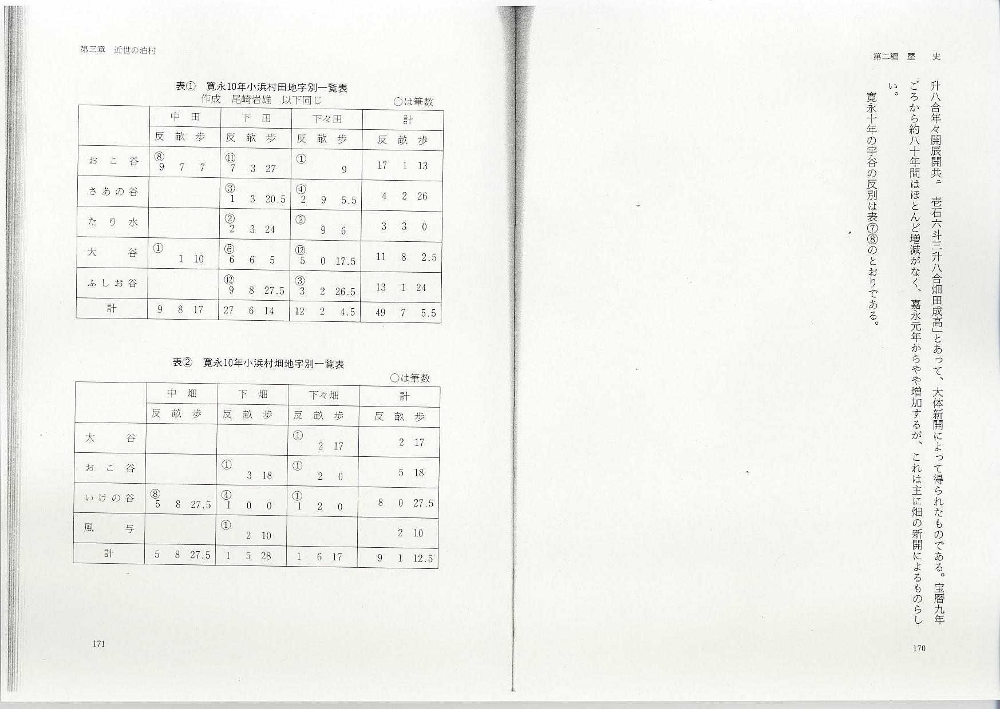 第二編　歴　史
升八合年々開辰開共ニ　壱石六斗三升八合畑田成高」とあって、大体新開によって得られたものである。宝暦九年
ごろから約八十年間はほとんど増減がなく、嘉永元年からやや増加するが、これは主に畑の新開によるものらし
い。
寛永十年の宇谷の反別は表⑦⑧のとおりである。
170
第三章　近世の泊村
表①　寛永10年小浜村田地字別一覧表
作成　尾崎岩雄　以下同じ　○は筆数
中田　下田　下々田　計
反　畝　歩　反　畝　歩　反　畝　歩　反　畝　歩
おこ谷　⑧ 9 7 7　⑪ 7 3 27　① 9　17 1 13
さあの谷　③ 1 3 20.5　④ 2 9 5.5　4 2 26
たり水　② 2 3 24　② 9 6　3 3 0
大谷　① 1 10　⑥ 6 6 5　⑫ 5 0 17.5　11 8 2.5
ふしお谷　⑫ 9 8 27.5　③ 3 2 26.5　13 1 24
計　9 8 17　27 6 14　12 2 4.5　49 7 5.5
表②　寛永10年小浜村畑地字別一覧表
○は筆数
中畑　下畑　下々畑　計
反　畝　歩　反　畝　歩　反　畝　歩　反　畝　歩
大谷　① 2 17　2 17
おこ谷　① 3 18　① 2 0　5 18
いけの谷　⑧ 5 8 27.5　④ 1 0 0　① 1 2 0　8 0 27.5
風与　① 2 10　2 10
計　5 8 27.5　1 5 28　1 6 17　9 1 12.5
171